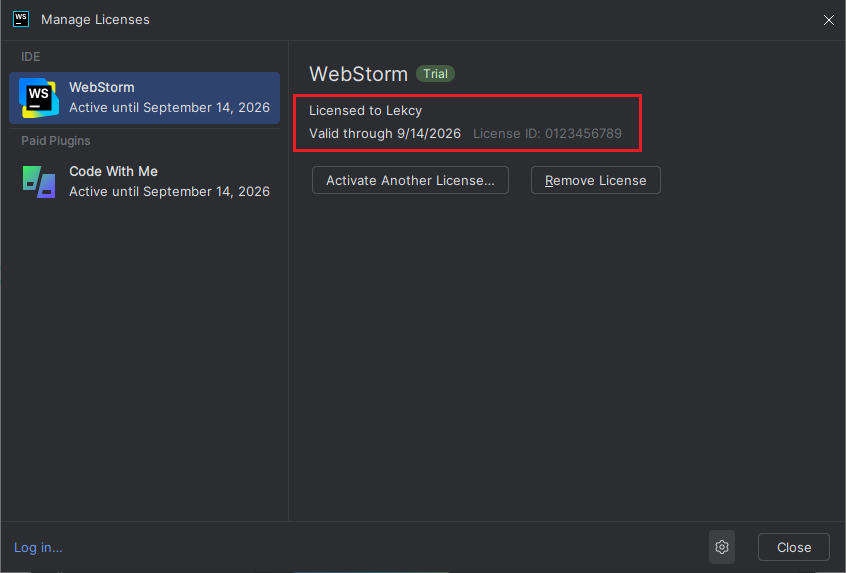 WS
Manage Licenses
IDE
WS
WebStorm
Active until September 14, 2026
Paid Plugins
Code With Me
Active until September 14, 2026
WebStorm Trial
Licensed to Lekcy
Valid through 9/14/2026 License ID: 0123456789
Activate Another License... Remove License
Log in...
Close